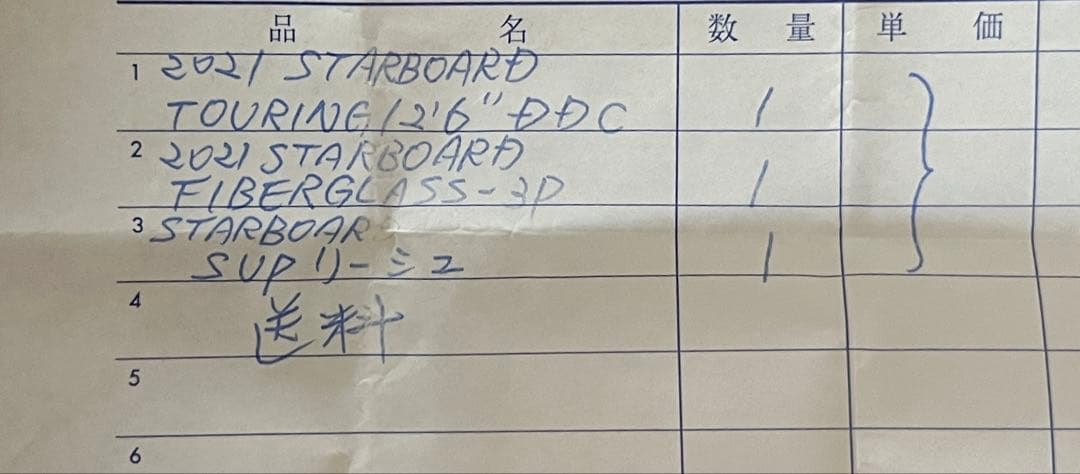 品名 数量 単価
1 2021 STARBOARD
TOURING 12'6" DDC 1
2 2021 STARBOARD
FIBERGLASS-3P 1
3 STARBOAR
SUP リーシュ 1
4 送料
5
6